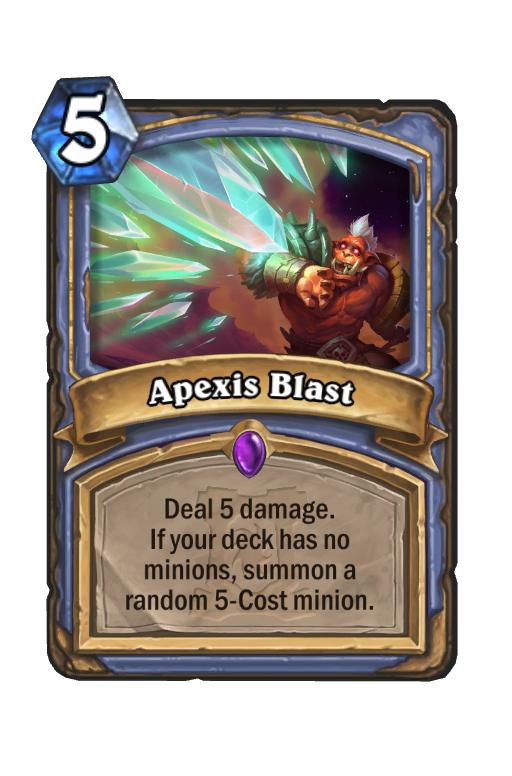 5
Apexis Blast
Deal 5 damage.
If your deck has no
minions, summon a
random 5-Cost minion.